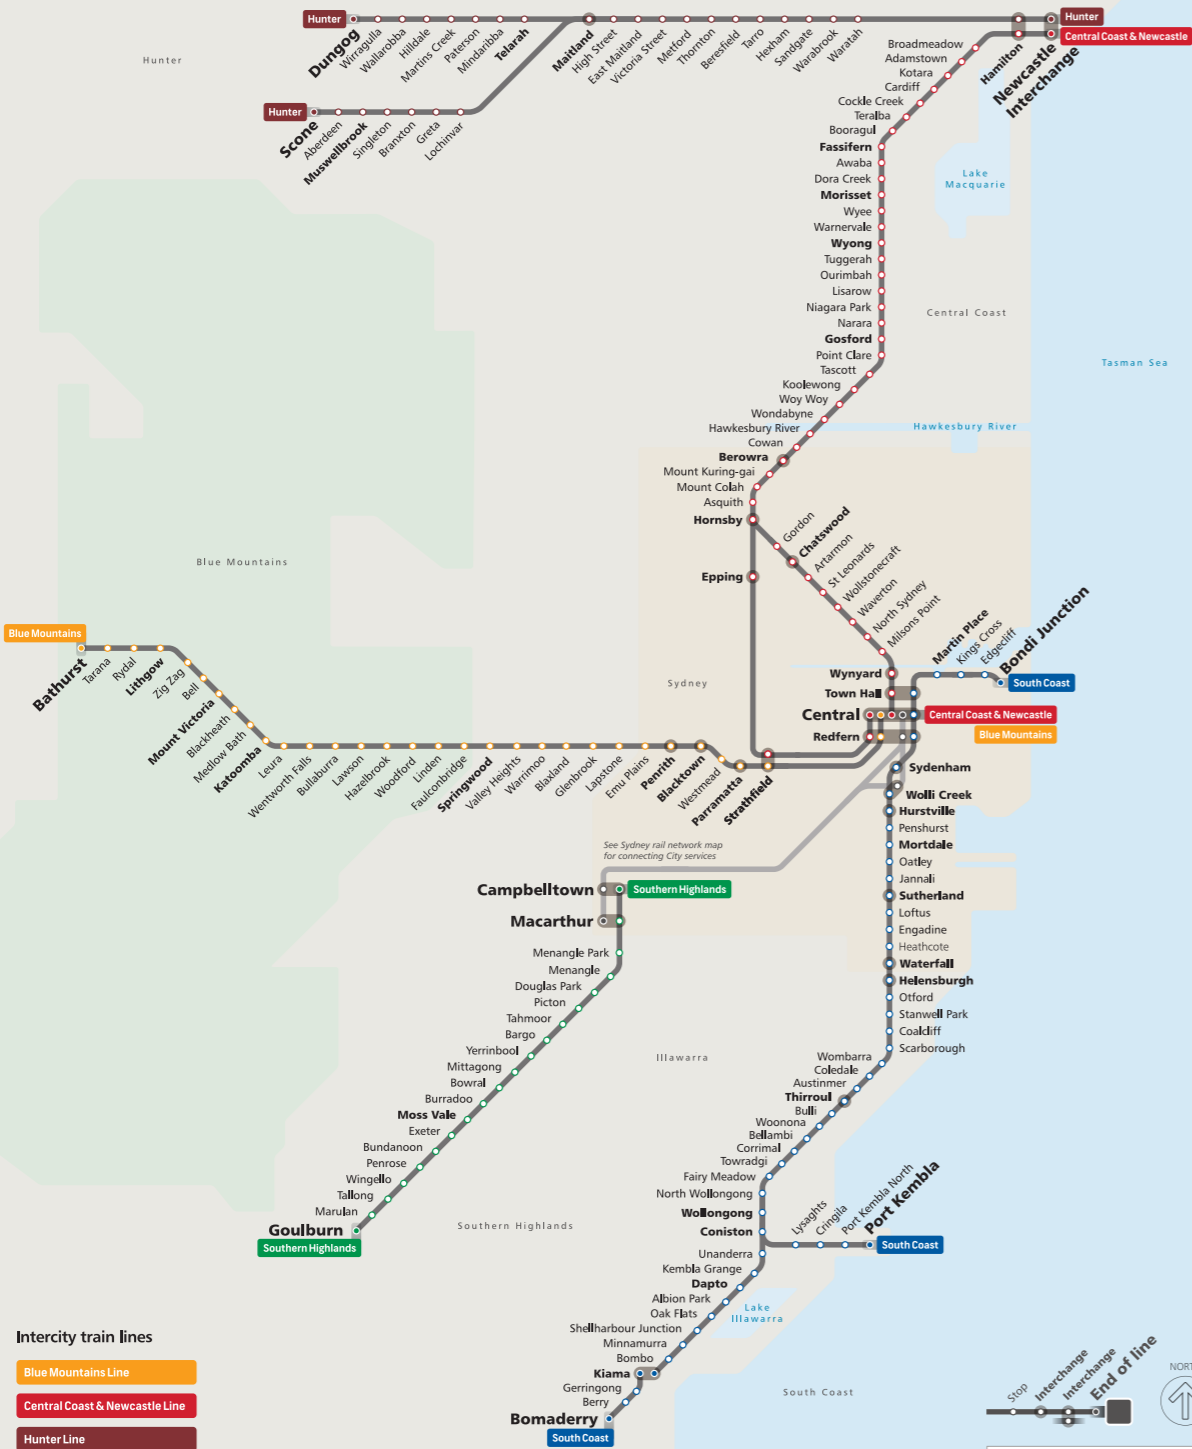 Hunter
Dungog
Wirragulla
Wallarobba
Hilldale
Martins Creek
Paterson
Mindaribba
Telarah
Maitland
High Street
East Maitland
Victoria Street
Metford
Thornton
Beresfield
Tarro
Hexham
Sandgate
Warabrook
Waratah
Hamilton
Newcastle
Interchange
Hunter
Central Coast & Newcastle
Hunter
Hunter
Scone
Aberdeen
Muswellbrook
Singleton
Branxton
Greta
Lochinvar
Broadmeadow
Adamstown
Kotara
Cardiff
Cockle Creek
Teralba
Booragul
Fassifern
Awaba
Dora Creek
Morisset
Wyee
Warnervale
Wyong
Tuggerah
Ourimbah
Lisarow
Niagara Park
Narara
Gosford
Point Clare
Tascott
Koolewong
Woy Woy
Wondabyne
Hawkesbury River
Cowan
Berowra
Mount Kuring-gai
Mount Colah
Asquith
Hornsby
Epping
Lake
Macquarie
Central Coast
Tasman Sea
Hawkesbury River
Gordon
Chatswood
Artarmon
St Leonards
Wollstonecraft
Waverton
North Sydney
Milsons Point
Wynyard
Town Hall
Central
Redfern
Martin Place
Kings Cross
Edgecliff
Bondi Junction
South Coast
Central Coast & Newcastle
Blue Mountains
Sydney
Blue Mountains
Blue Mountains
Bathurst
Tarana
Rydal
Lithgow
Zig Zag
Bell
Mount Victoria
Blackheath
Medlow Bath
Katoomba
Leura
Wentworth Falls
Bullaburra
Lawson
Hazelbrook
Woodford
Linden
Faulconbridge
Springwood
Valley Heights
Warrimoo
Blaxland
Glenbrook
Lapstone
Emu Plains
Penrith
Blacktown
Westmead
Parramatta
Strathfield
See Sydney rail network map
for connecting City services
Sydenham
Wolli Creek
Hurstville
Penshurst
Mortdale
Oatley
Jannali
Sutherland
Loftus
Engadine
Heathcote
Waterfall
Helensburgh
Otford
Stanwell Park
Coalcliff
Scarborough
Wombarra
Coledale
Austinmer
Thirroul
Bulli
Woonona
Bellambi
Corrimal
Towradgi
Fairy Meadow
North Wollongong
Wollongong
Coniston
Lysaghts
Cringila
Port Kembla North
Port Kembla
South Coast
Unanderra
Kembla Grange
Dapto
Albion Park
Oak Flats
Shellharbour Junction
Minnamurra
Bombo
Kiama
Gerringong
Berry
Bomaderry
South Coast
Lake
Illawarra
South Coast
Illawarra
Campbelltown
Southern Highlands
Macarthur
Menangle Park
Menangle
Douglas Park
Picton
Tahmoor
Bargo
Yerrinbool
Mittagong
Bowral
Burradoo
Moss Vale
Exeter
Bundanoon
Penrose
Wingello
Tallong
Marulan
Goulburn
Southern Highlands
Southern Highlands
Intercity train lines
Blue Mountains Line
Central Coast & Newcastle Line
Hunter Line
Stop
Interchange
Interchange
End of line